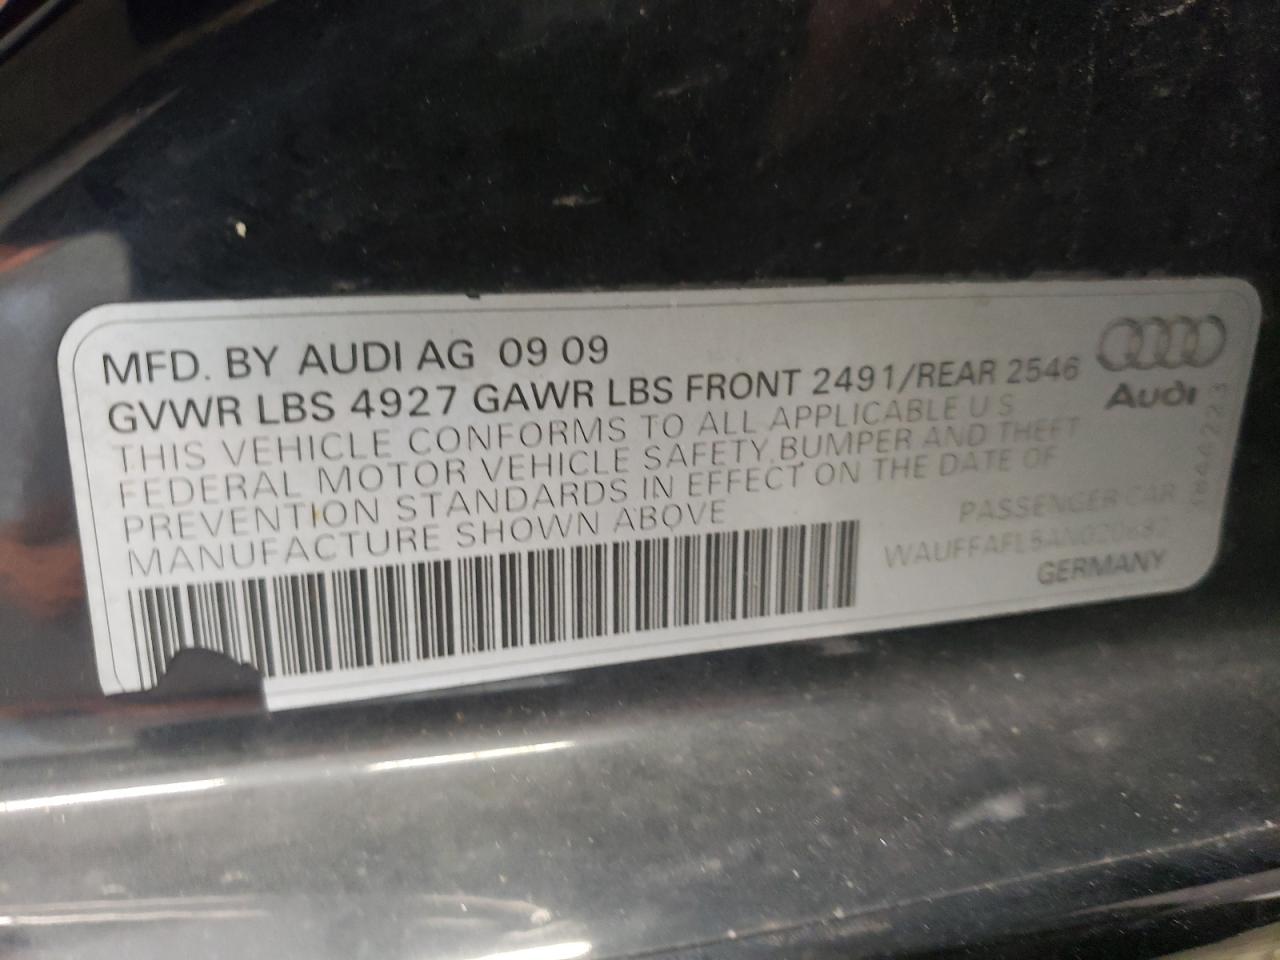 MFD. BY AUDI AG 09 09
GVWR LBS 4927 GAWR LBS FRONT 2491/REAR 2546
THIS VEHICLE CONFORMS TO ALL APPLICABLE U S
FEDERAL MOTOR VEHICLE SAFETY, BUMPER AND THEFT
PREVENTION STANDARDS IN EFFECT ON THE DATE OF
MANUFACTURE SHOWN ABOVE
Audi
PASSENGER CAR
GERMANY